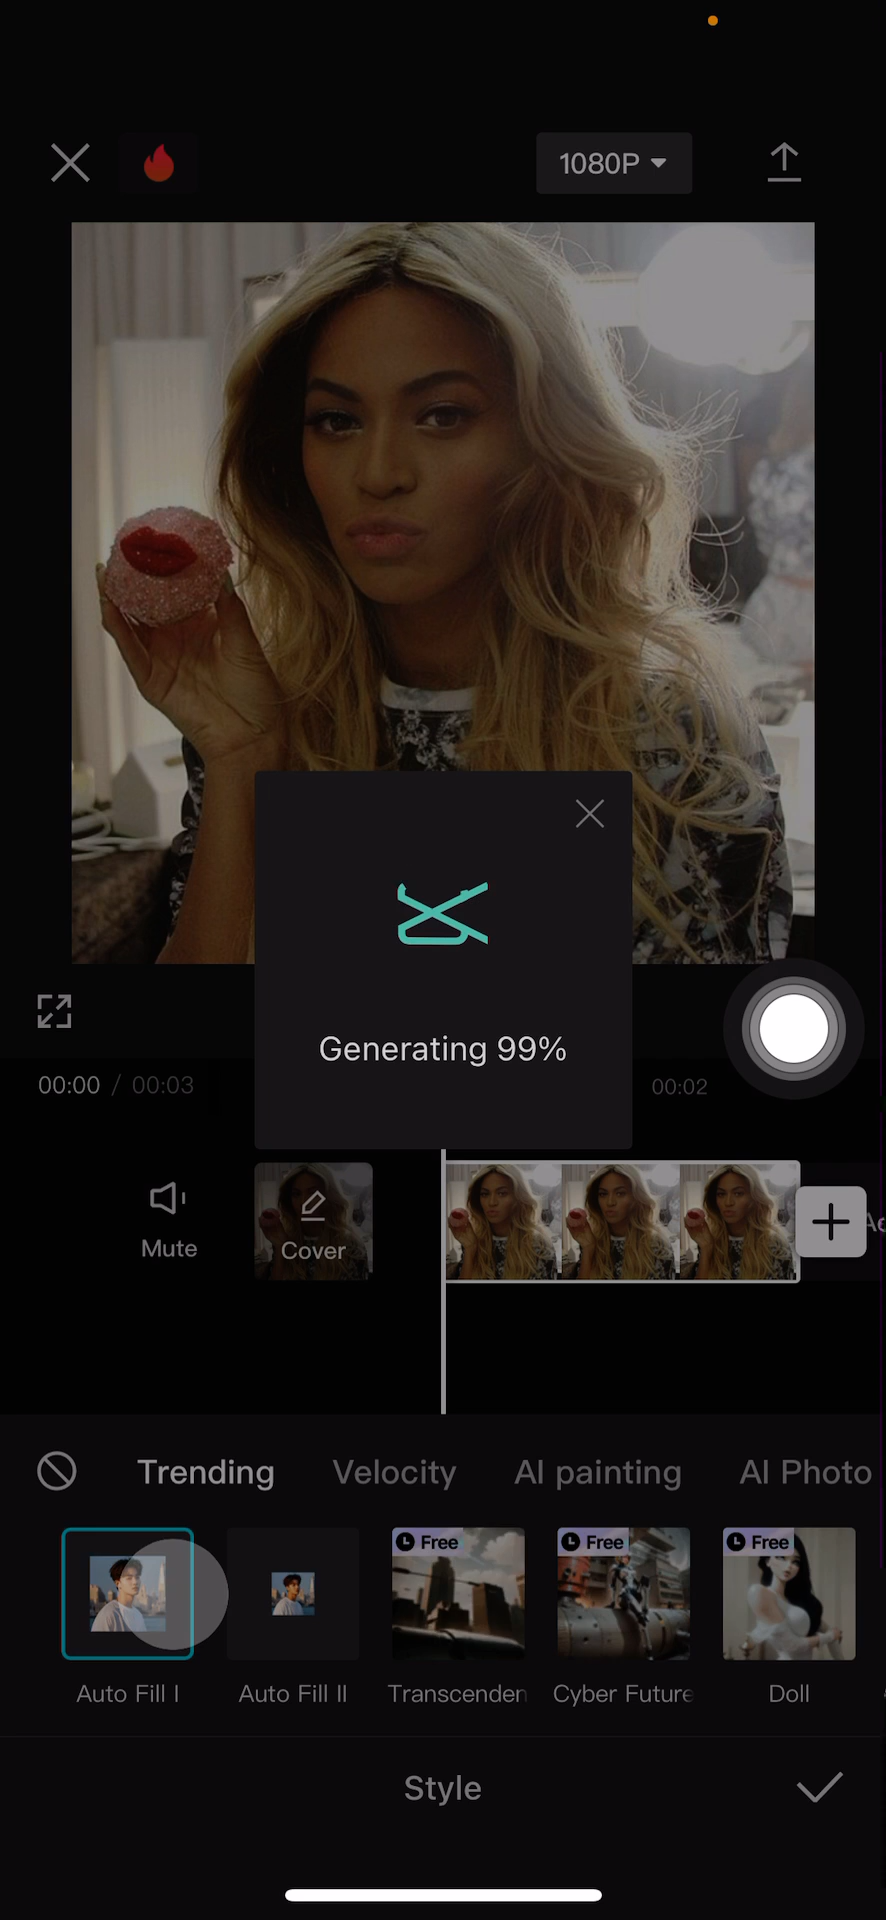 1080P
Generating 99%
00:00 / 00:03
00:02
Mute
Cover
Trending Velocity AI painting AI Photo
Free Free Free
Auto Fill I Auto Fill II Transcenden Cyber Future Doll
Style